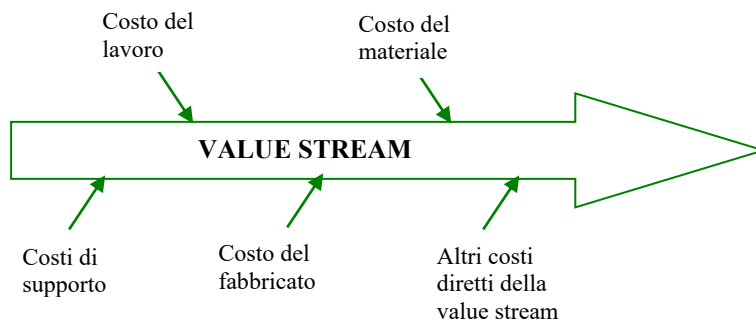 Costo del
lavoro
Costo del
materiale
VALUE STREAM
Costi di
supporto
Costo del
fabbricato
Altri costi
diretti della
value stream